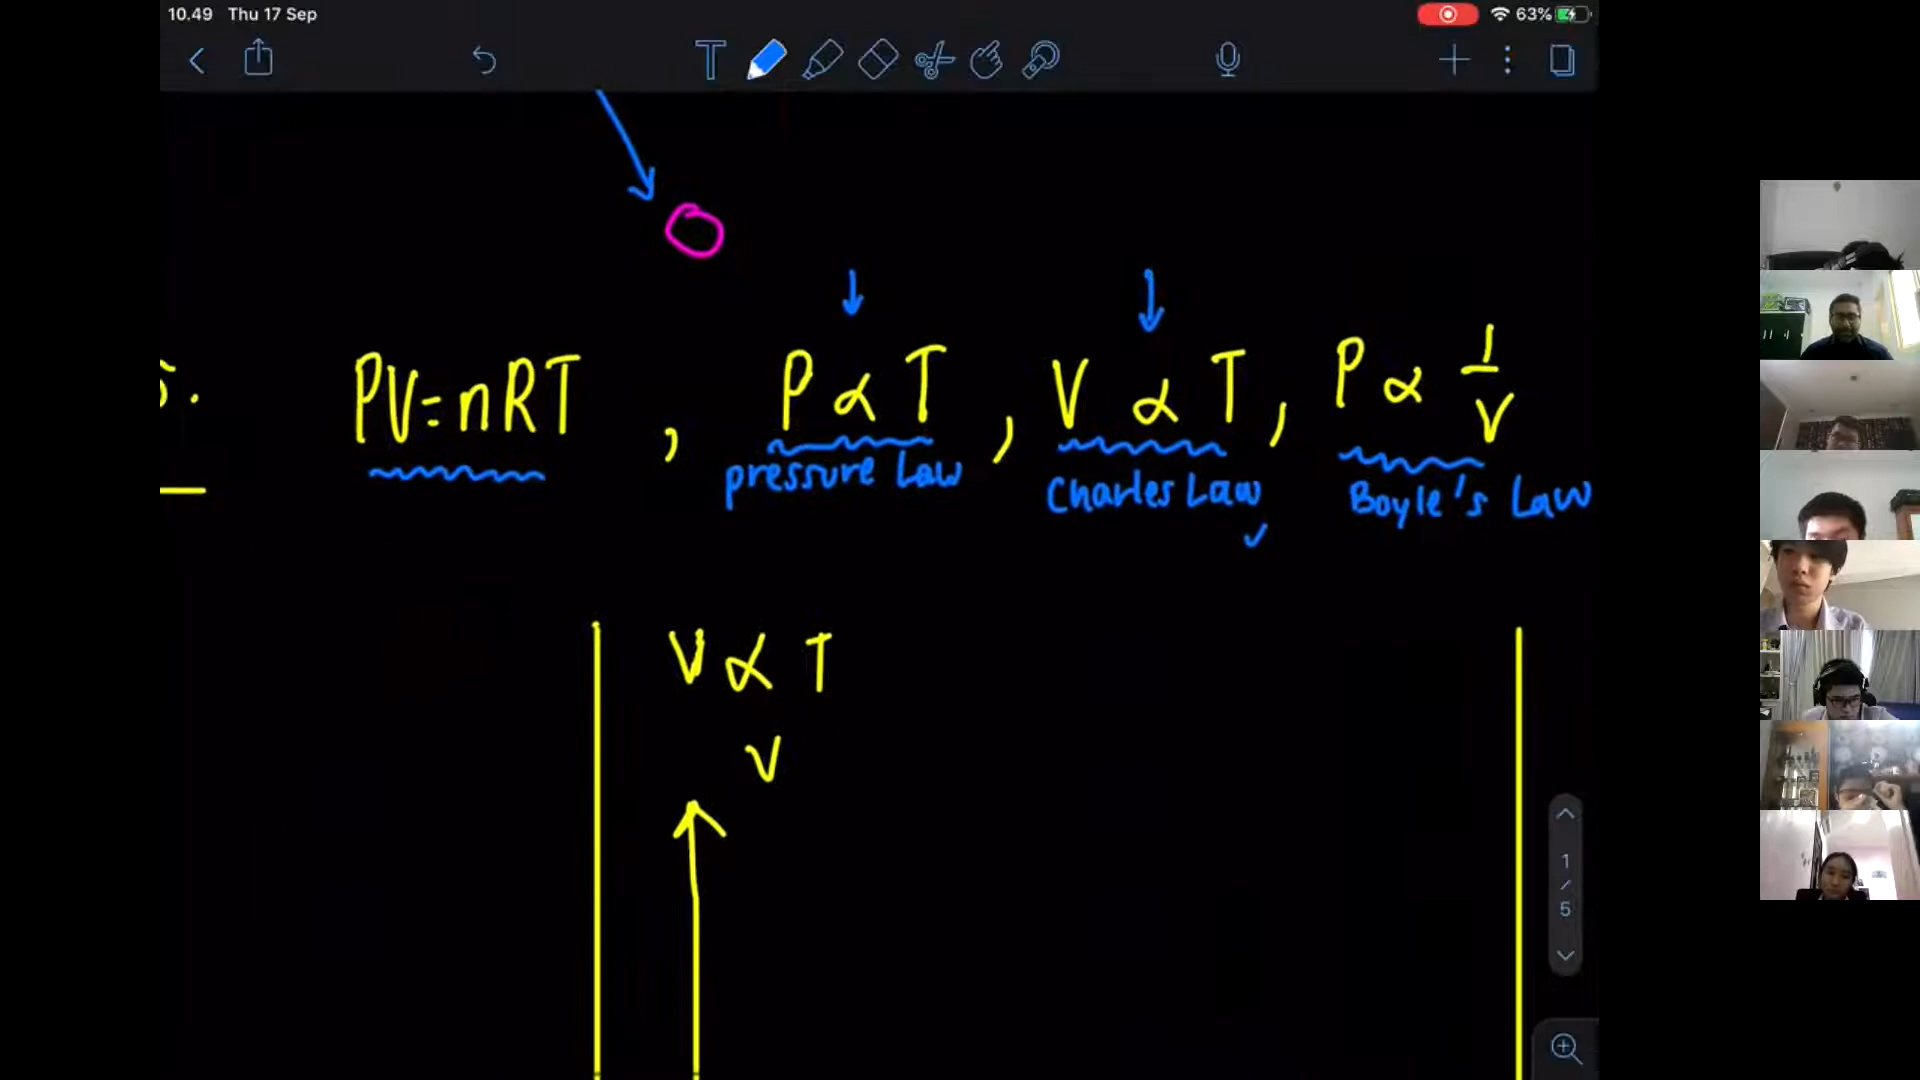 10.49 Thu 17 Sep
63%
T
PV=nRT , P ∝ T , V ∝ T , P ∝ 1/V
pressure Law
Charles Law
Boyle's Law
V ∝ T
V
1
/
5